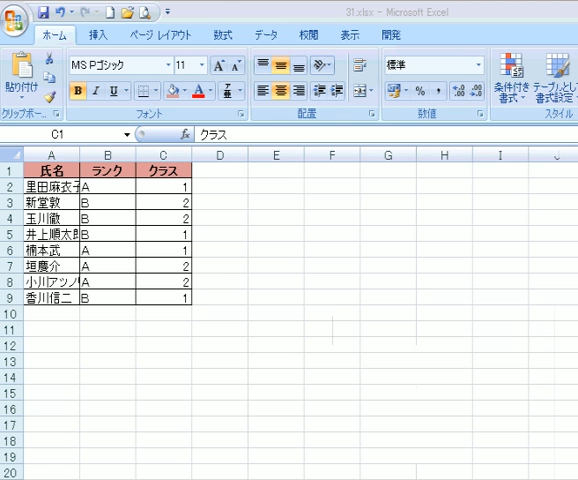 31.xlsx - Microsoft Excel
ホーム 挿入 ページ レイアウト 数式 データ 校閲 表示 開発
MS Pゴシック 11 A A 標準
貼り付け B I U A 亜 % , .00 条件付き テーブルとし
書式 書式設定
クリップボー... フォント 配置 数値 スタイル
C1 fx クラス
A B C D E F G H I
1 氏名 ランク クラス
2 里田麻衣子 A 1
3 新堂敦 B 2
4 玉川徹 B 2
5 井上順太郎 B 1
6 楠本武 A 1
7 垣慶介 A 2
8 小川アツノ A 2
9 香川信二 B 1
10
11
12
13
14
15
16
17
18
19
20